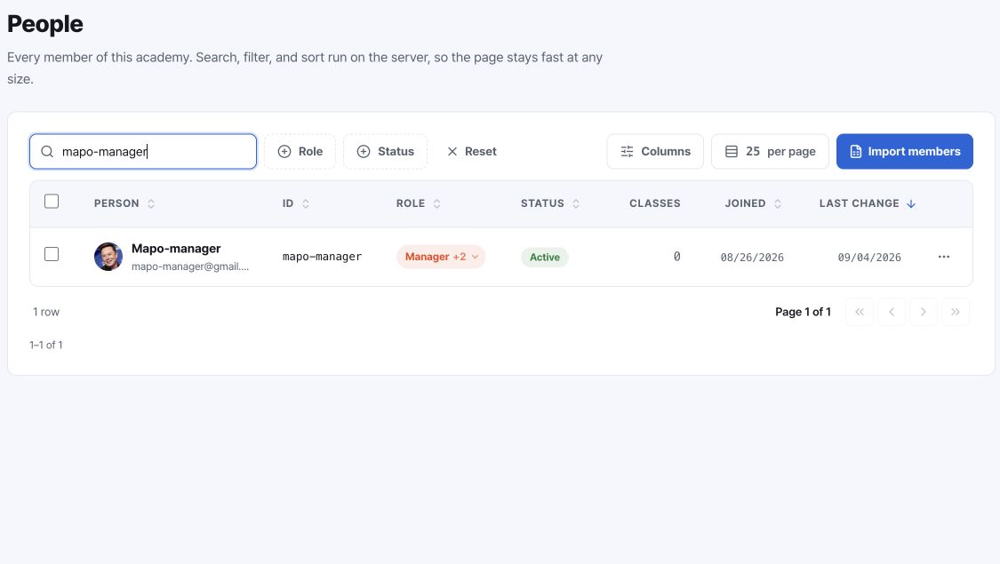 People
Every member of this academy. Search, filter, and sort run on the server, so the page stays fast at any
size.
mapo-manager
Role
Status
Reset
Columns
25 per page
Import members
PERSON ID ROLE STATUS CLASSES JOINED LAST CHANGE
Mapo-manager
mapo-manager@gmail....
mapo-manager
Manager +2
Active
0
08/26/2026
09/04/2026
1 row
Page 1 of 1
1–1 of 1